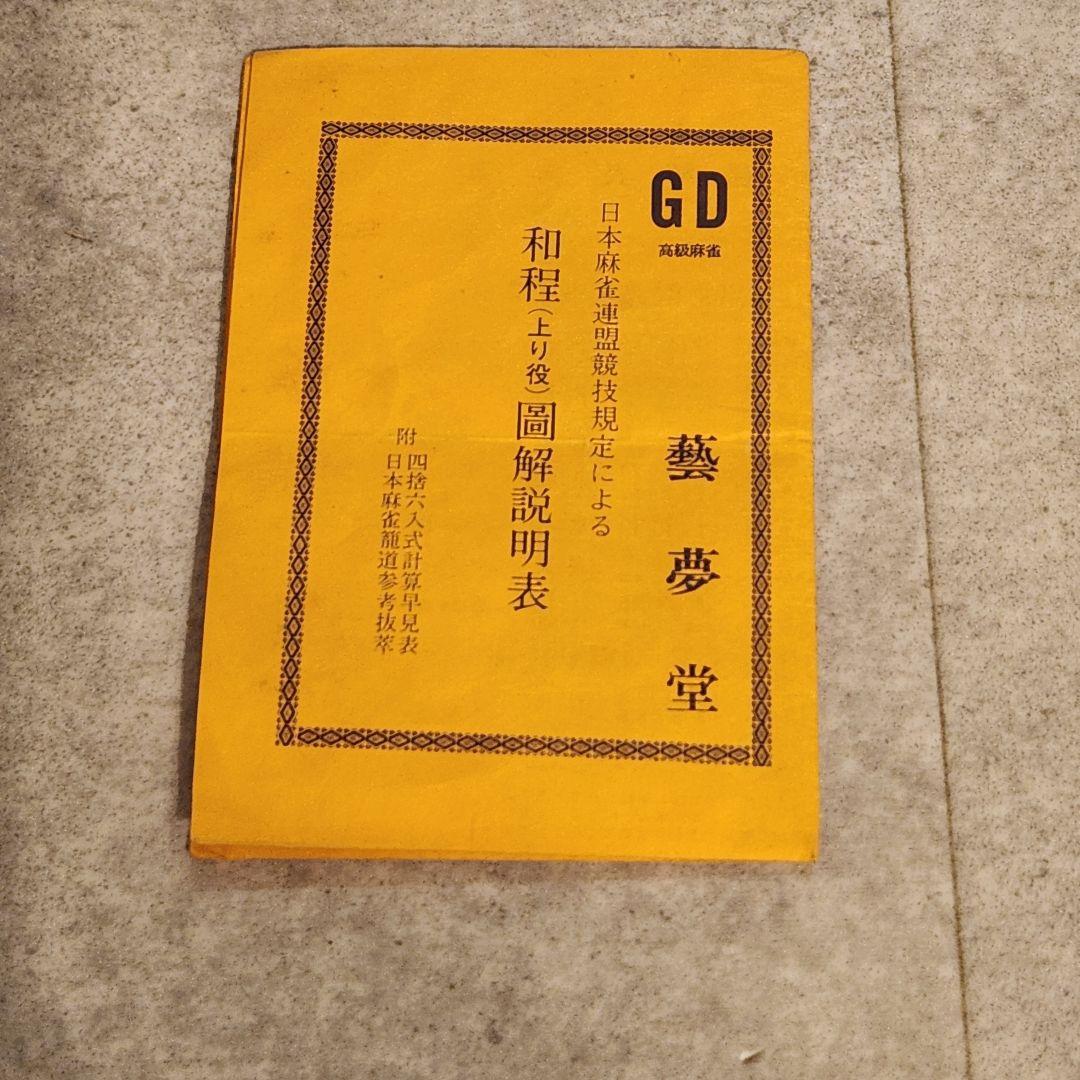 GD
高級麻雀
藝夢堂
日本麻雀連盟競技規定による
和程（上り役）圖解説明表
附 四捨六入式計算早見表
日本麻雀籠道参考抜萃